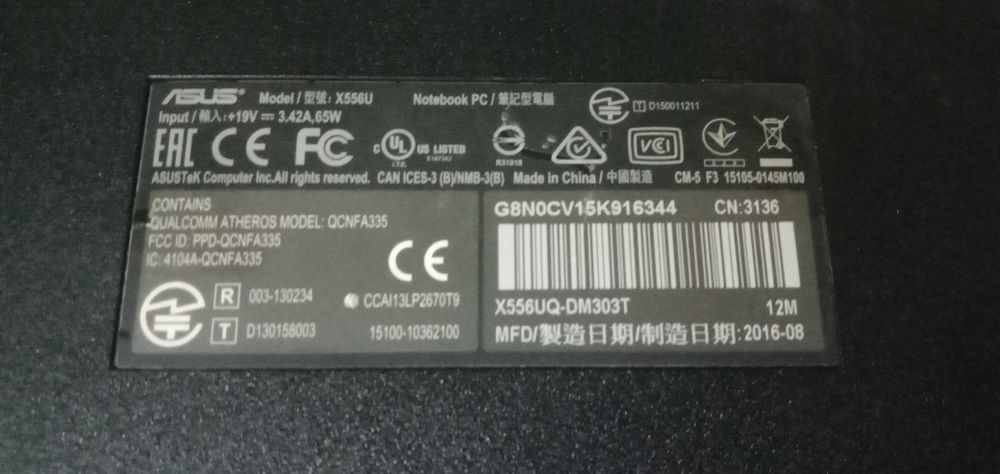 ASUS Model / 型號: X556U Notebook PC / 筆記型電腦
T D150011211
Input / 輸入: +19V ⎓ 3.42A,65W
EAC CE FC c UL US LISTED
I.T.E. R31018 VCI
ASUSTeK Computer Inc.All rights reserved. CAN ICES-3 (B)/NMB-3(B) Made in China / 中國製造 CM-5 F3 15105-0145M100
CONTAINS
QUALCOMM ATHEROS MODEL: QCNFA335
FCC ID: PPD-QCNFA335
IC: 4104A-QCNFA335
CE
R 003-130234 CCAI13LP2670T9
T D130158003 15100-10362100
G8N0CV15K916344 CN:3136
X556UQ-DM303T 12M
MFD/製造日期/制造日期: 2016-08